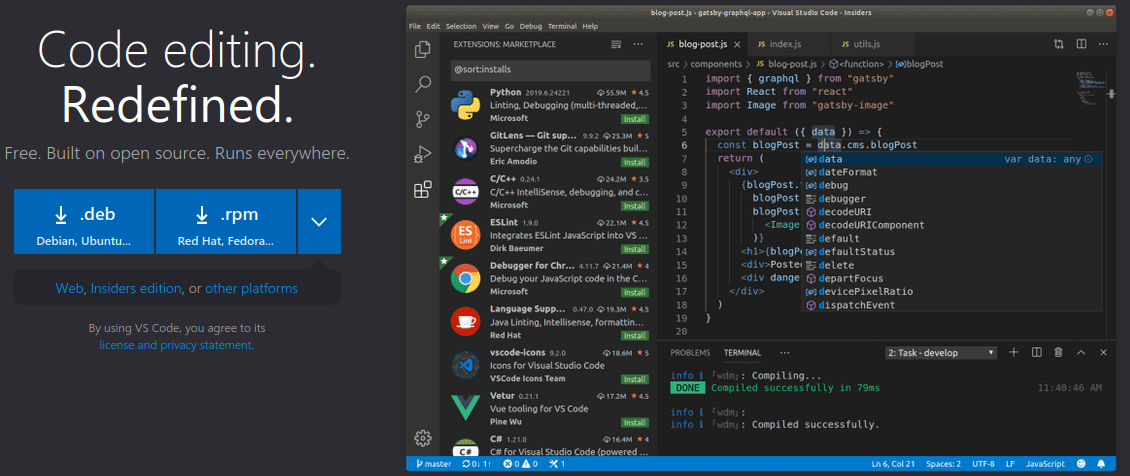 Code editing.
Redefined.
Free. Built on open source. Runs everywhere.
.deb
Debian, Ubuntu...
.rpm
Red Hat, Fedora...
Web, Insiders edition, or other platforms
By using VS Code, you agree to its
license and privacy statement.
blog-post.js - gatsby-graphql-app - Visual Studio Code - Insiders
File Edit Selection View Go Debug Terminal Help
EXTENSIONS: MARKETPLACE
@sort:installs
Python 2019.6.24221 55.9M 4.5
Linting, Debugging (multi-threaded, ...
Microsoft Install
GitLens — Git sup... 9.9.2 25.3M 5
Supercharge the Git capabilities buil...
Eric Amodio Install
C/C++ 0.24.1 24.2M 3.5
C/C++ IntelliSense, debugging, and c...
Microsoft Install
ESLint 1.9.0 22.1M 4.5
Integrates ESLint JavaScript into VS ...
Dirk Baeumer Install
Debugger for Chr... 4.11.7 21.4M 4
Debug your JavaScript code in the C...
Microsoft Install
Language Supp... 0.47.0 19.3M 4.5
Java Linting, Intellisense, formattin...
Red Hat Install
vscode-icons 9.2.0 18.6M 5
Icons for Visual Studio Code
VSCode Icons Team Install
Vetur 0.21.1 17.2M 4.5
Vue tooling for VS Code
Pine Wu Install
C# 1.21.0 16.4M 4
C# for Visual Studio Code (powered ...
C/C++
ES
Lint
C#
JS blog-post.js JS index.js JS utils.js
src > components > JS blog-post.js > <function> > blogPost
1 import { graphql } from "gatsby"
2 import React from "react"
3 import Image from "gatsby-image"
4
5 export default ({ data }) => {
6 const blogPost = data.cms.blogPost
7 return (
8 <div>
9 {blogPost.
10 blogPost
11 blogPost
12 <Image
13 )}
14 <h1>{blogP
15 <div>Poste
16 <div dange
17 </div>
18 )
19 }
20
data var data: any
dateFormat
debug
debugger
decodeURI
decodeURIComponent
default
defaultStatus
delete
departFocus
devicePixelRatio
dispatchEvent
PROBLEMS TERMINAL ... 2: Task - develop
info ℹ 「wdm」: Compiling...
DONE Compiled successfully in 79ms 11:40:46 AM
info ℹ 「wdm」:
info ℹ 「wdm」: Compiled successfully.
master 0↓ 1↑ 0 0 1 Ln 6, Col 21 Spaces: 2 UTF-8 LF JavaScript